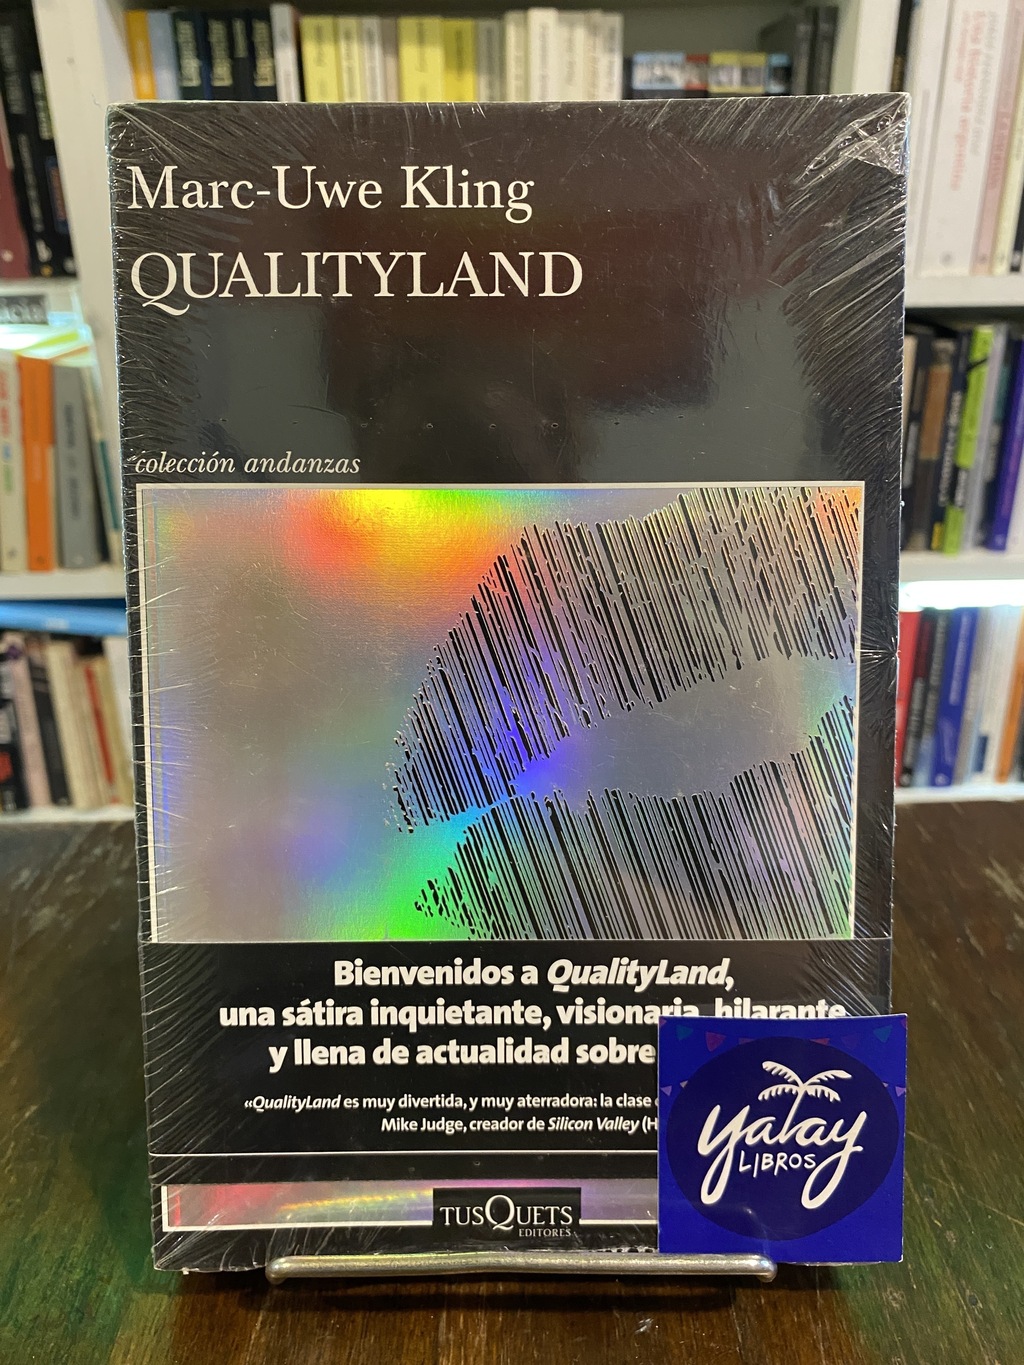 Marc-Uwe Kling
QUALITYLAND
colección andanzas
Bienvenidos a QualityLand,
una sátira inquietante, visionaria, hilarante
y llena de actualidad sobre
«QualityLand es muy divertida, y muy aterradora: la clase
Mike Judge, creador de Silicon Valley (H
TUSQUETS
EDITORES
yalay
LIBROS